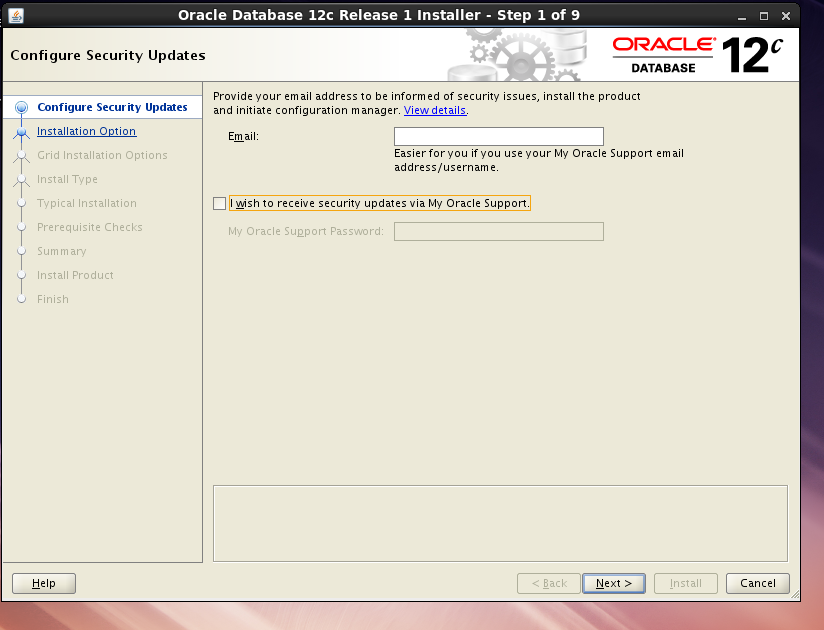 Oracle Database 12c Release 1 Installer - Step 1 of 9
Configure Security Updates
ORACLE®
DATABASE
12c
Configure Security Updates
Installation Option
Grid Installation Options
Install Type
Typical Installation
Prerequisite Checks
Summary
Install Product
Finish
Provide your email address to be informed of security issues, install the product
and initiate configuration manager. View details.
Email:
Easier for you if you use your My Oracle Support email
address/username.
I wish to receive security updates via My Oracle Support.
My Oracle Support Password:
Help
< Back
Next >
Install
Cancel